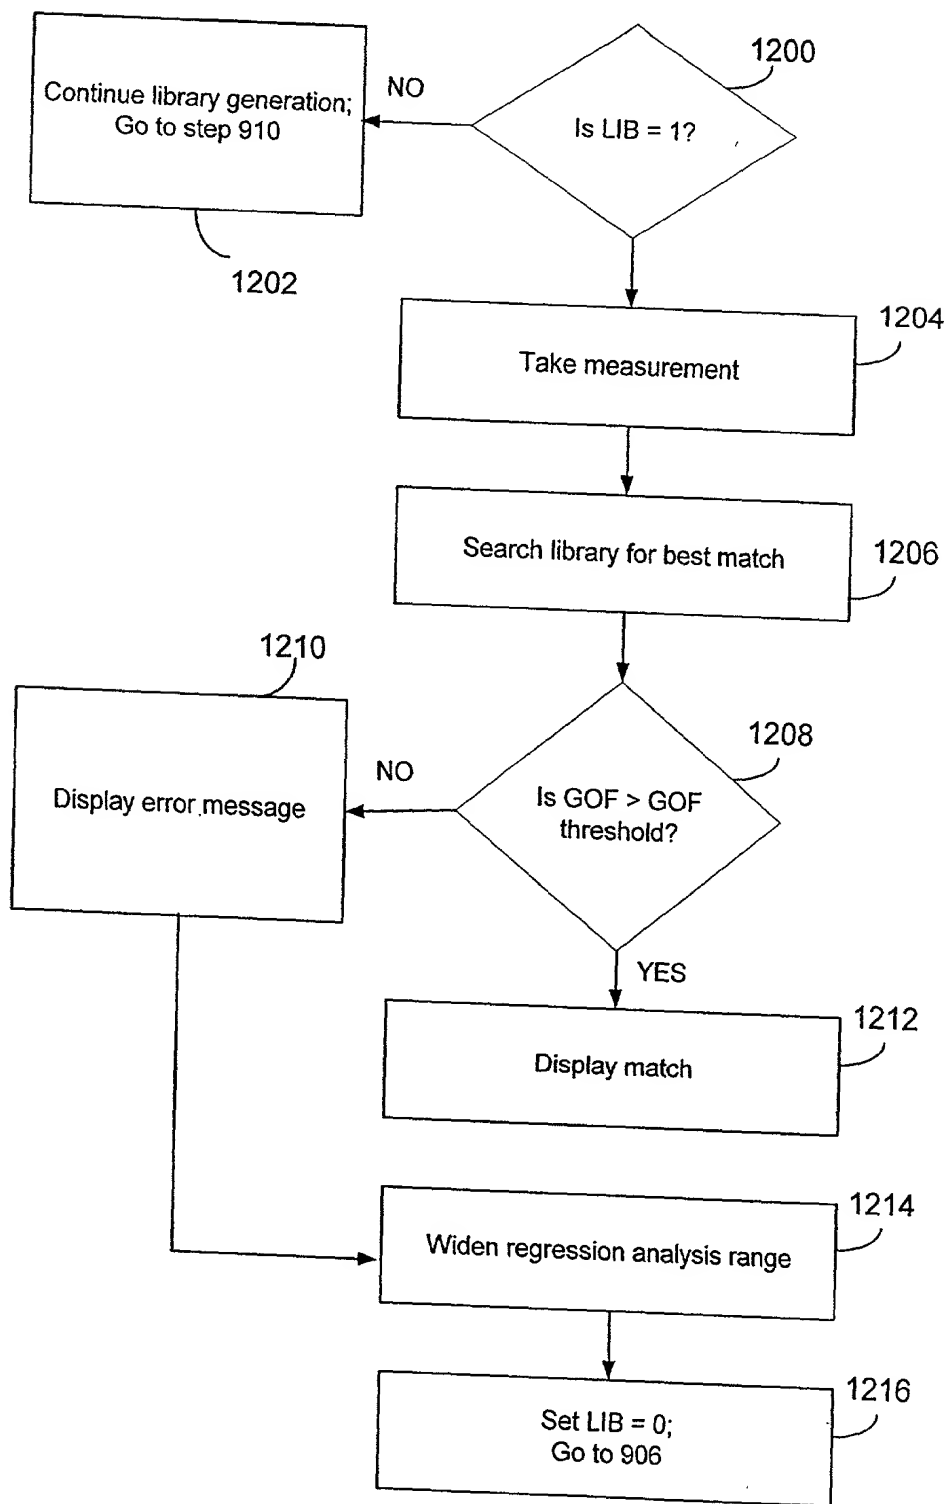 1200
Continue library generation;
Go to step 910
NO
Is LIB = 1?
1202
1204
Take measurement
Search library for best match
1206
1210
1208
NO
Display error message
Is GOF > GOF
threshold?
YES
1212
Display match
1214
Widen regression analysis range
1216
Set LIB = 0;
Go to 906